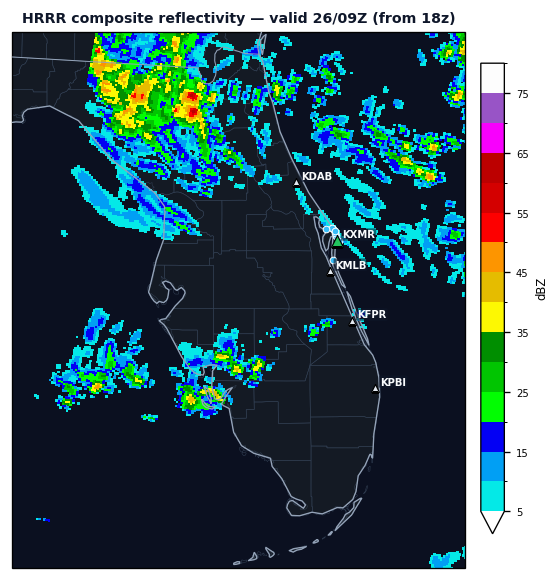 HRRR composite reflectivity — valid 26/09Z (from 18z)
KDAB
KXMR
KMLB
KFPR
KPBI
75
65
55
45
35
25
15
5
dBZ